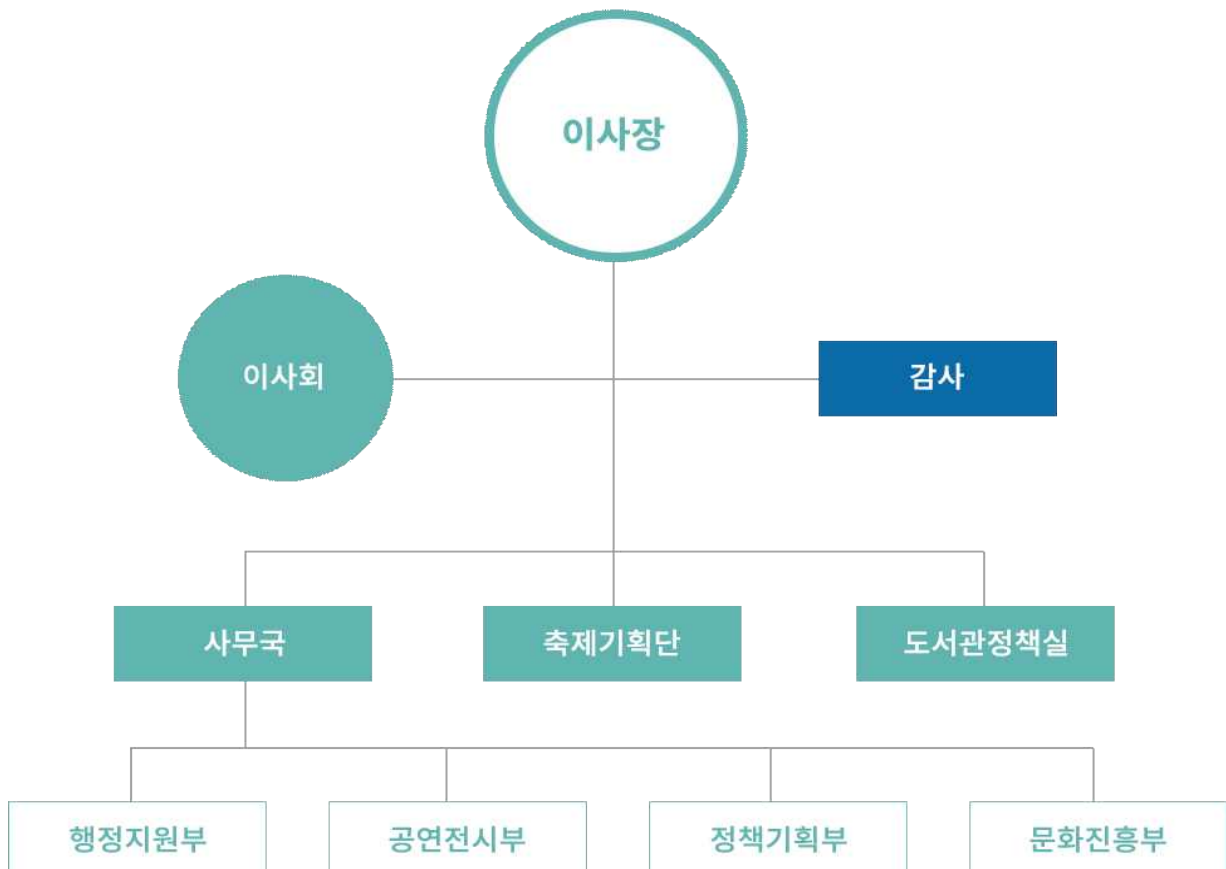 이사장
이사회
감사
사무국
축제기획단
도서관정책실
행정지원부
공연전시부
정책기획부
문화진흥부